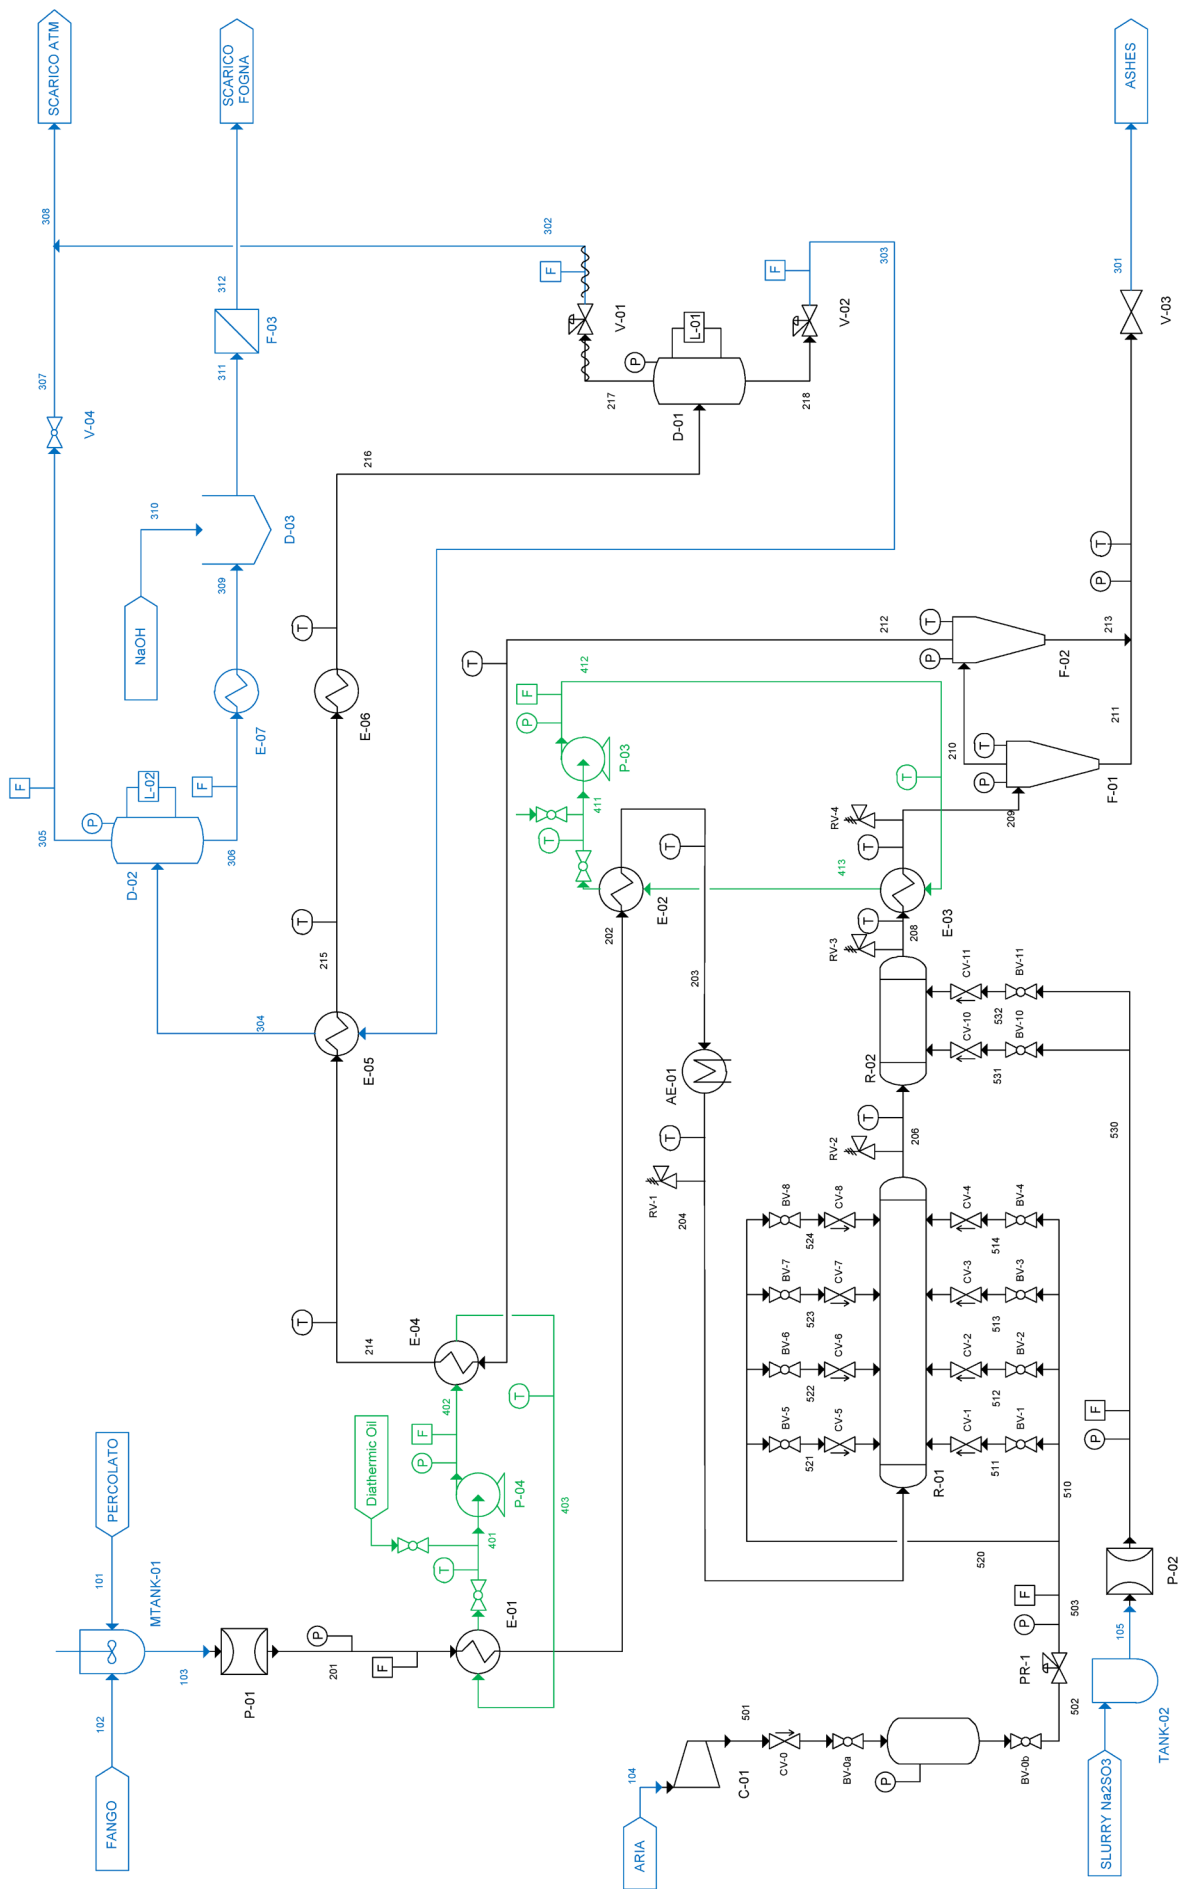 FANGO
102
PERCOLATO
101
MTANK-01
103
P-01
201
P
F
E-01
T
401
Diathermic Oil
P-04
P
F
402
403
T
E-04
214
T
E-05
304
215
T
E-06
T
216
D-02
P
L-02
305
306
F
F
E-07
309
NaOH
310
D-03
311
F-03
312
V-04
307
308
SCARICO ATM
SCARICO
FOGNA
D-01
P
L-01
217
218
V-01
V-02
F
F
302
303
202
E-02
T
411
P-03
P
F
412
T
413
T
203
AE-01
T
RV-1
204
T
212
ARIA
104
C-01
501
CV-0
BV-0a
P
BV-0b
502
PR-1
P
F
503
520
510
R-01
BV-5
521
CV-5
BV-6
522
CV-6
BV-7
523
CV-7
BV-8
524
CV-8
CV-1
511
BV-1
CV-2
512
BV-2
CV-3
513
BV-3
CV-4
514
BV-4
RV-2
T
206
R-02
CV-10
531
BV-10
CV-11
532
BV-11
RV-3
T
208
E-03
T
RV-4
209
P
T
F-01
210
211
P
T
F-02
213
P
T
V-03
301
ASHES
SLURRY Na2SO3
TANK-02
105
P-02
P
F
530